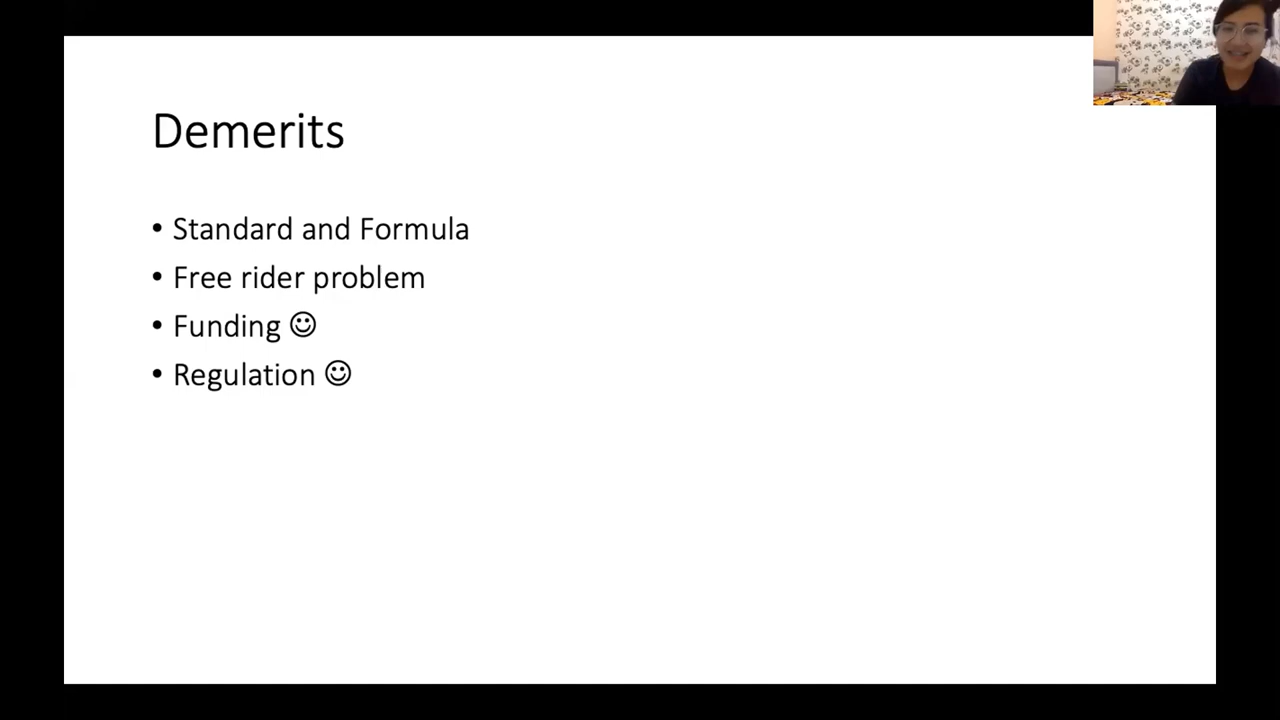 Demerits
• Standard and Formula
• Free rider problem
• Funding ☺
• Regulation ☺